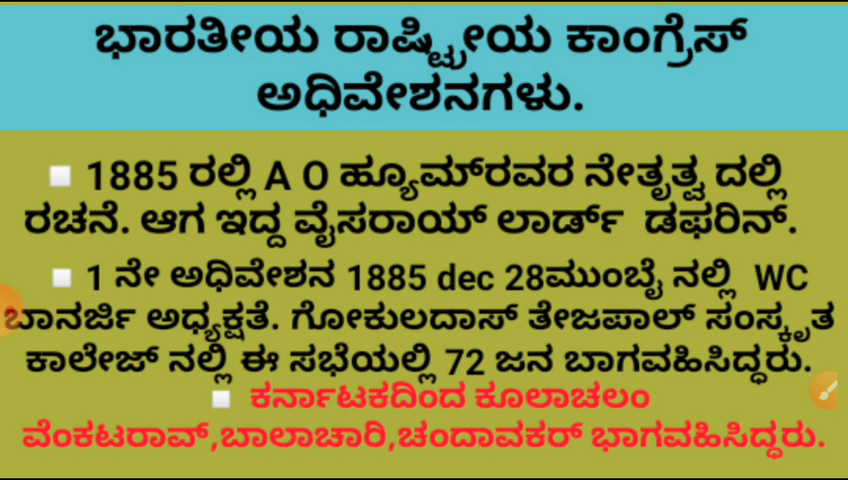 ಭಾರತೀಯ ರಾಷ್ಟ್ರೀಯ ಕಾಂಗ್ರೆಸ್
ಅಧಿವೇಶನಗಳು.
1885 ರಲ್ಲಿ A O ಹ್ಯೂಮ್‌ರವರ ನೇತೃತ್ವ ದಲ್ಲಿ
ರಚನೆ. ಆಗ ಇದ್ದ ವೈಸರಾಯ್ ಲಾರ್ಡ್ ಡಫರಿನ್.
1 ನೇ ಅಧಿವೇಶನ 1885 dec 28ಮುಂಬೈ ನಲ್ಲಿ WC
ಬಾನರ್ಜಿ ಅಧ್ಯಕ್ಷತೆ. ಗೋಕುಲದಾಸ್ ತೇಜಪಾಲ್ ಸಂಸ್ಕೃತ
ಕಾಲೇಜ್ ನಲ್ಲಿ ಈ ಸಭೆಯಲ್ಲಿ 72 ಜನ ಬಾಗವಹಿಸಿದ್ದರು.
ಕರ್ನಾಟಕದಿಂದ ಕೂಲಾಚಲಂ
ವೆಂಕಟರಾವ್,ಬಾಲಾಚಾರಿ,ಚಂದಾವಕರ್ ಭಾಗವಹಿಸಿದ್ಧರು.